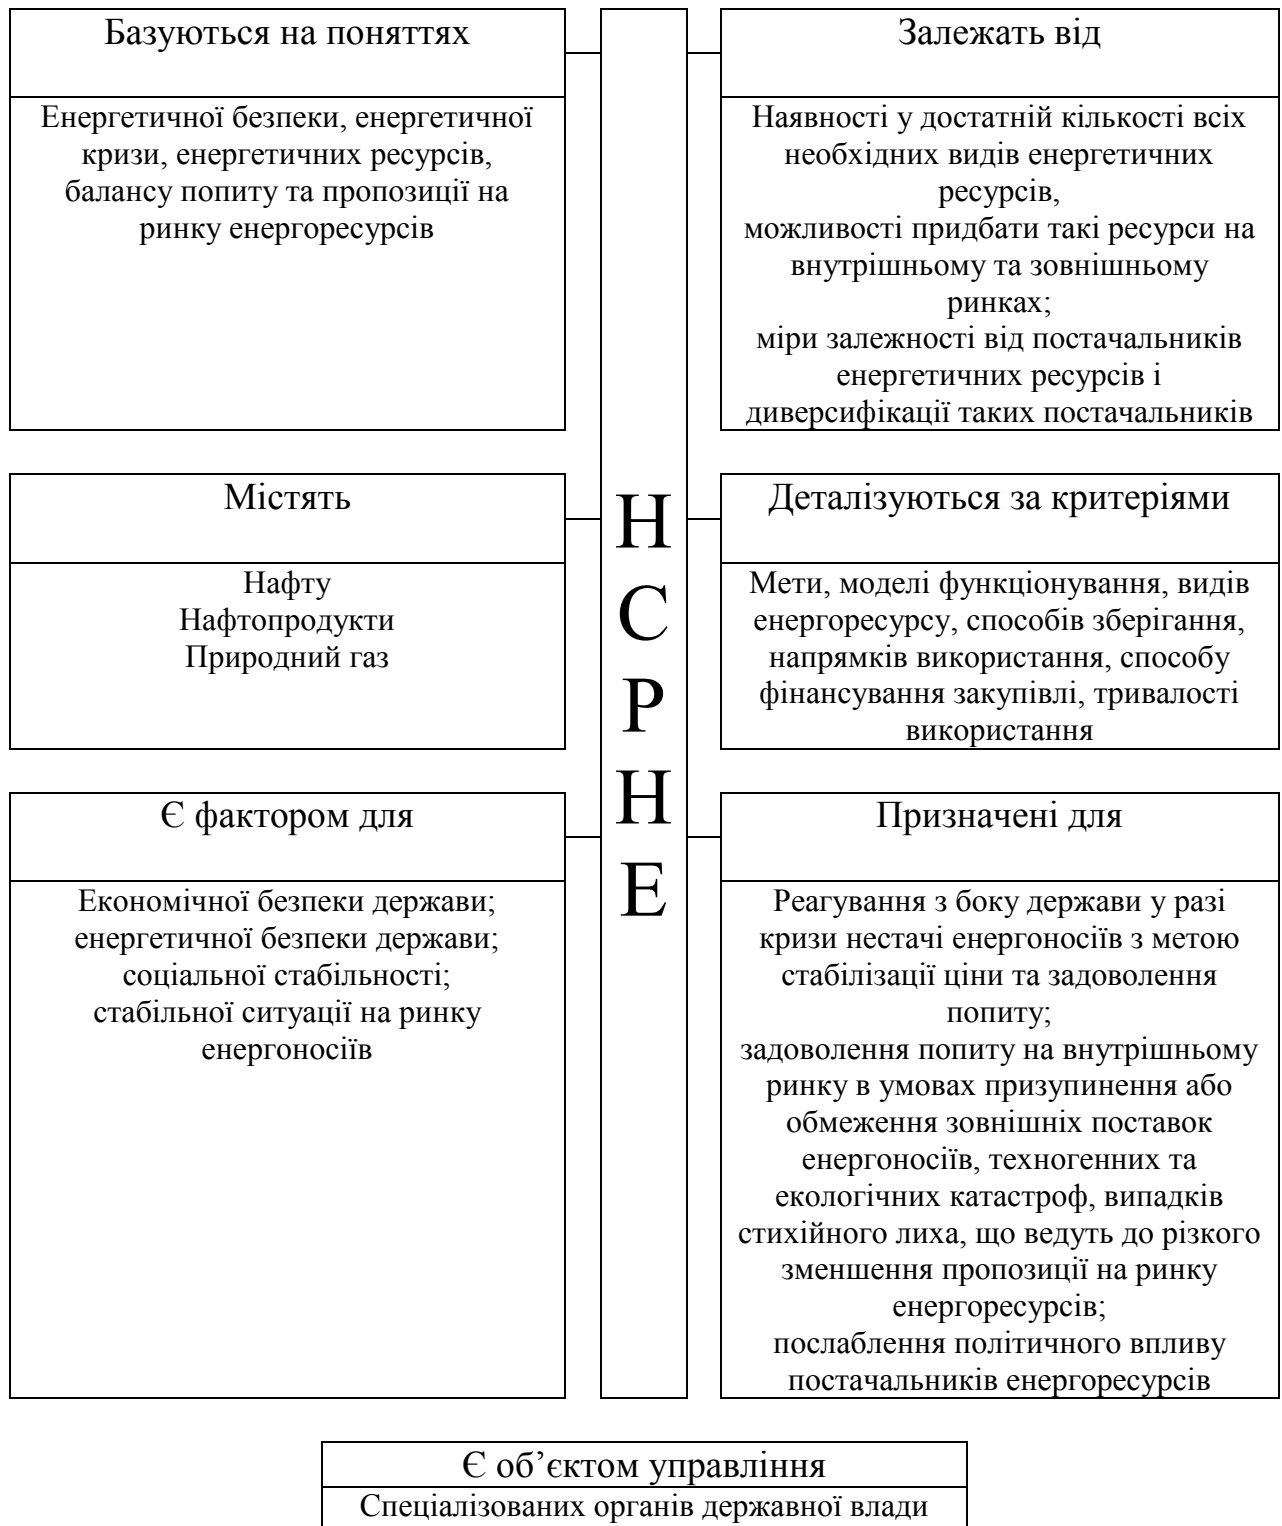 Базуються на поняттях
Енергетичної безпеки, енергетичної
кризи, енергетичних ресурсів,
балансу попиту та пропозиції на
ринку енергоресурсів
Залежать від
Наявності у достатній кількості всіх
необхідних видів енергетичних
ресурсів,
можливості придбати такі ресурси на
внутрішньому та зовнішньому
ринках;
міри залежності від постачальників
енергетичних ресурсів і
диверсифікації таких постачальників
Містять
Нафту
Нафтопродукти
Природний газ
Н
С
Р
Н
Е
Деталізуються за критеріями
Мети, моделі функціонування, видів
енергоресурсу, способів зберігання,
напрямків використання, способу
фінансування закупівлі, тривалості
використання
Є фактором для
Економічної безпеки держави;
енергетичної безпеки держави;
соціальної стабільності;
стабільної ситуації на ринку
енергоносіїв
Призначені для
Реагування з боку держави у разі
кризи нестачі енергоносіїв з метою
стабілізації ціни та задоволення
попиту;
задоволення попиту на внутрішньому
ринку в умовах призупинення або
обмеження зовнішніх поставок
енергоносіїв, техногенних та
екологічних катастроф, випадків
стихійного лиха, що ведуть до різкого
зменшення пропозиції на ринку
енергоресурсів;
послаблення політичного впливу
постачальників енергоресурсів
Є об’єктом управління
Спеціалізованих органів державної влади